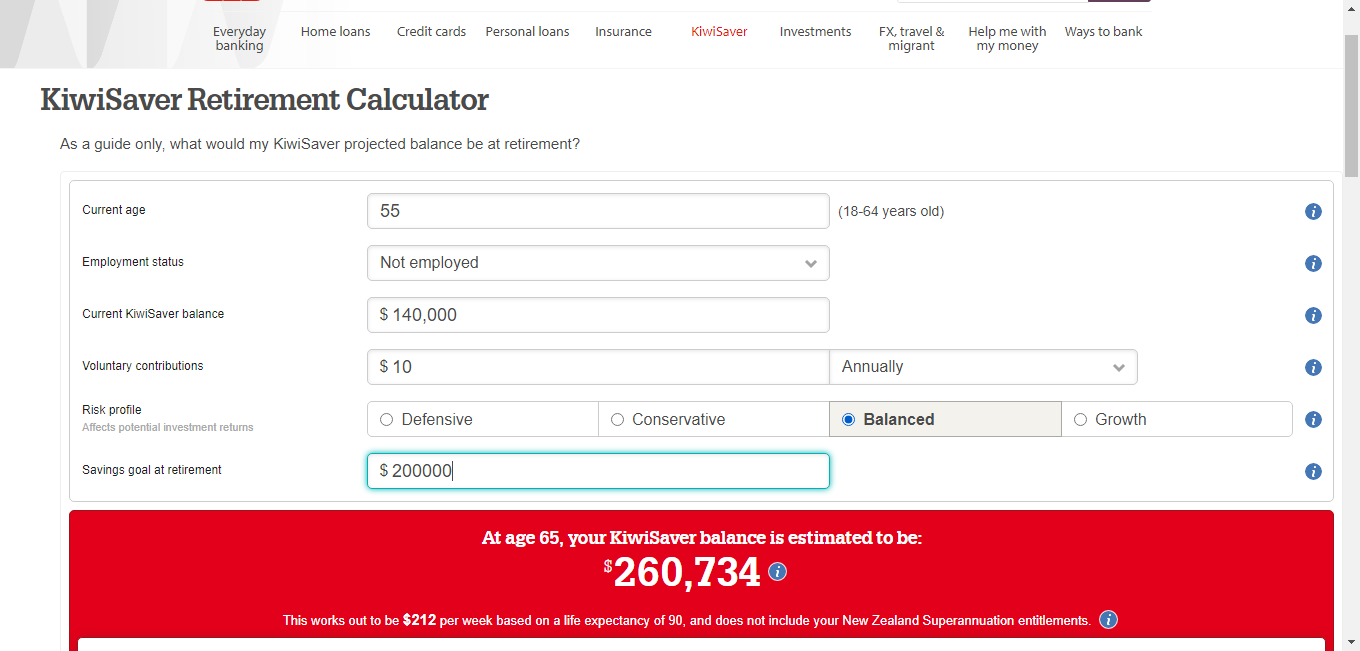 Everyday banking
Home loans
Credit cards
Personal loans
Insurance
KiwiSaver
Investments
FX, travel & migrant
Help me with my money
Ways to bank
KiwiSaver Retirement Calculator
As a guide only, what would my KiwiSaver projected balance be at retirement?
Current age
55
(18-64 years old)
Employment status
Not employed
Current KiwiSaver balance
$ 140,000
Voluntary contributions
$ 10
Annually
Risk profile
Affects potential investment returns
Defensive
Conservative
Balanced
Growth
Savings goal at retirement
$ 200000
At age 65, your KiwiSaver balance is estimated to be:
$260,734
This works out to be $212 per week based on a life expectancy of 90, and does not include your New Zealand Superannuation entitlements.